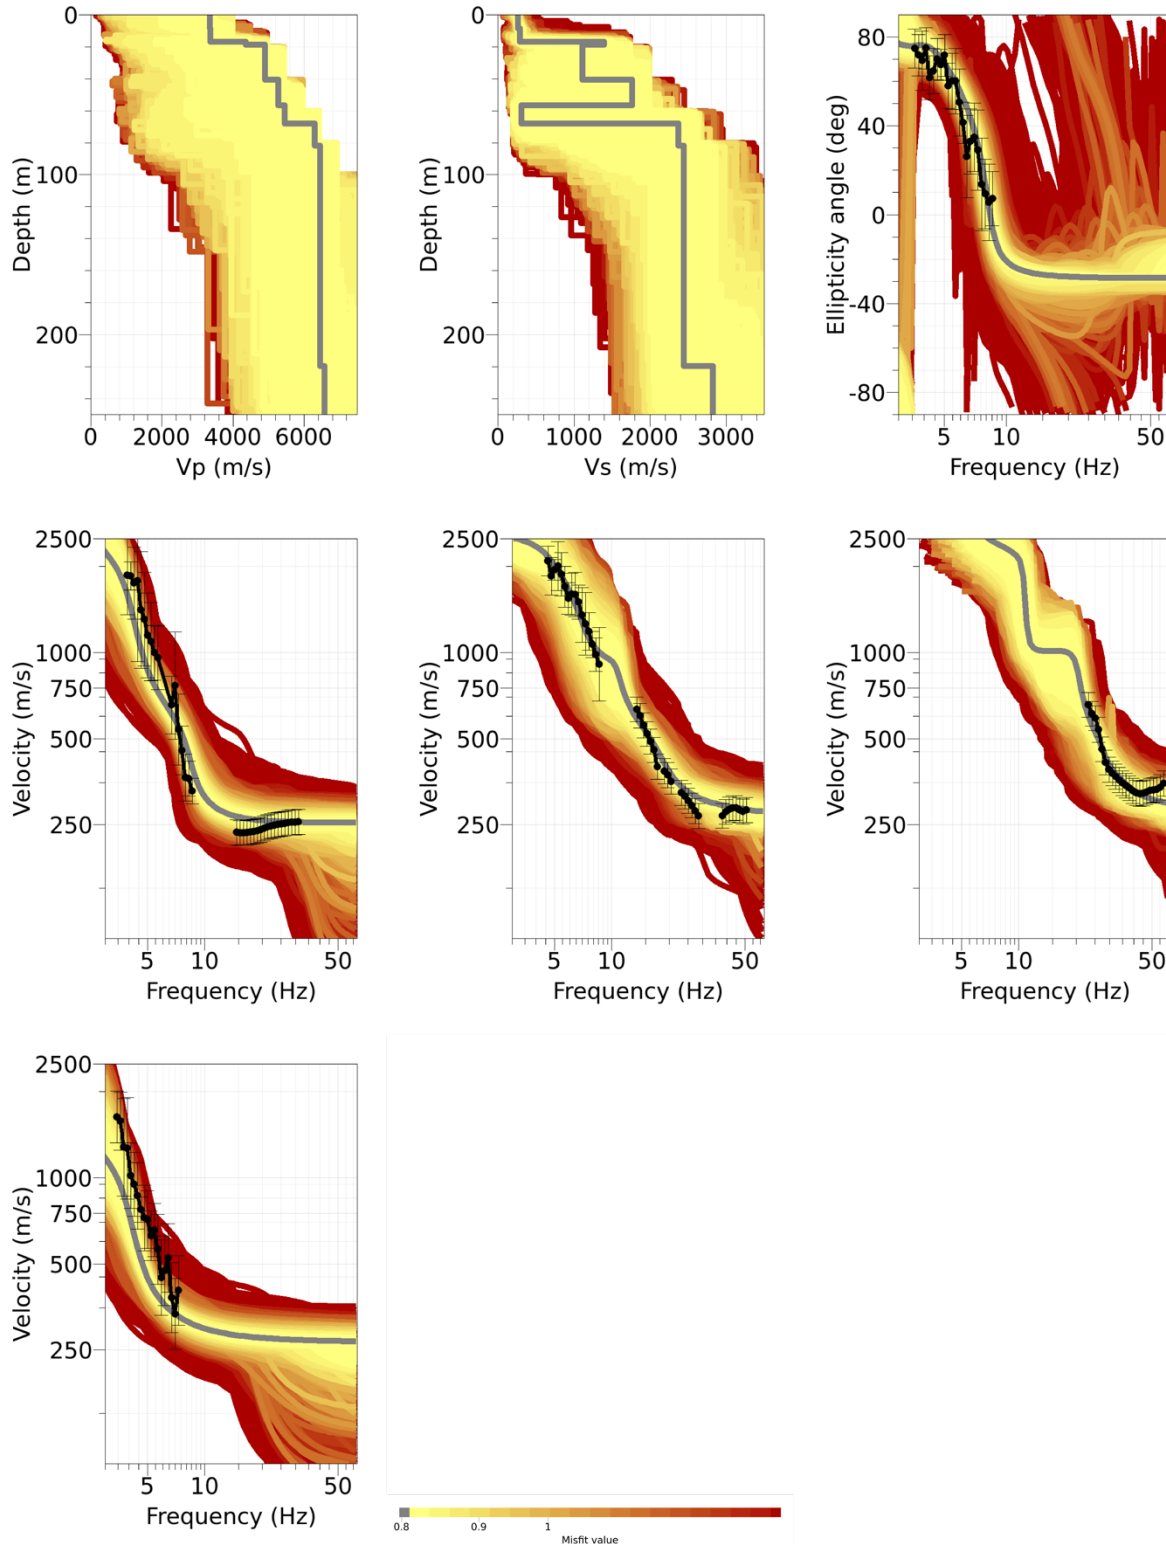 0
100
200
Depth (m)
0 2000 4000 6000
Vp (m/s)
0
100
200
Depth (m)
0 1000 2000 3000
Vs (m/s)
80
40
0
-40
-80
Ellipticity angle (deg)
5 10 50
Frequency (Hz)
2500
1000
750
500
250
Velocity (m/s)
5 10 50
Frequency (Hz)
2500
1000
750
500
250
Velocity (m/s)
5 10 50
Frequency (Hz)
2500
1000
750
500
250
Velocity (m/s)
5 10 50
Frequency (Hz)
2500
1000
750
500
250
Velocity (m/s)
5 10 50
Frequency (Hz)
0.8 0.9 1
Misfit value